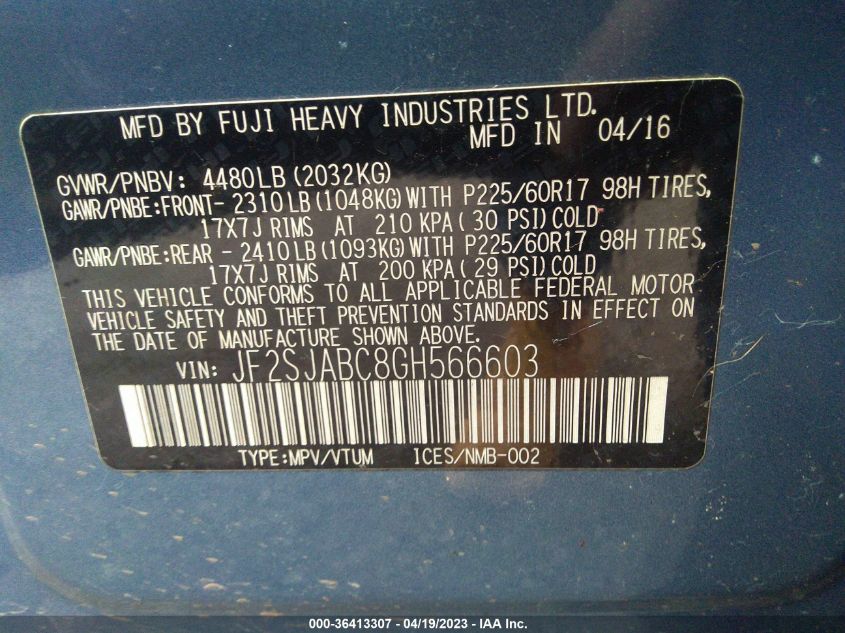 MFD BY FUJI HEAVY INDUSTRIES LTD.
MFD IN 04/16
GVWR/PNBV: 4480LB(2032KG)
GAWR/PNBE:FRONT- 2310LB(1048KG)WITH P225/60R17 98H TIRES,
17X7J RIMS AT 210 KPA( 30 PSI)COLD
GAWR/PNBE:REAR - 2410LB(1093KG)WITH P225/60R17 98H TIRES,
17X7J RIMS AT 200 KPA( 29 PSI)COLD
THIS VEHICLE CONFORMS TO ALL APPLICABLE FEDERAL MOTOR
VEHICLE SAFETY AND THEFT PREVENTION STANDARDS IN EFFECT ON
THE DATE OF MANUFACTURE SHOWN ABOVE.
VIN: JF2SJABC8GH566603
TYPE:MPV/VTUM ICES/NMB-002
000-36413307 - 04/19/2023 - IAA Inc.